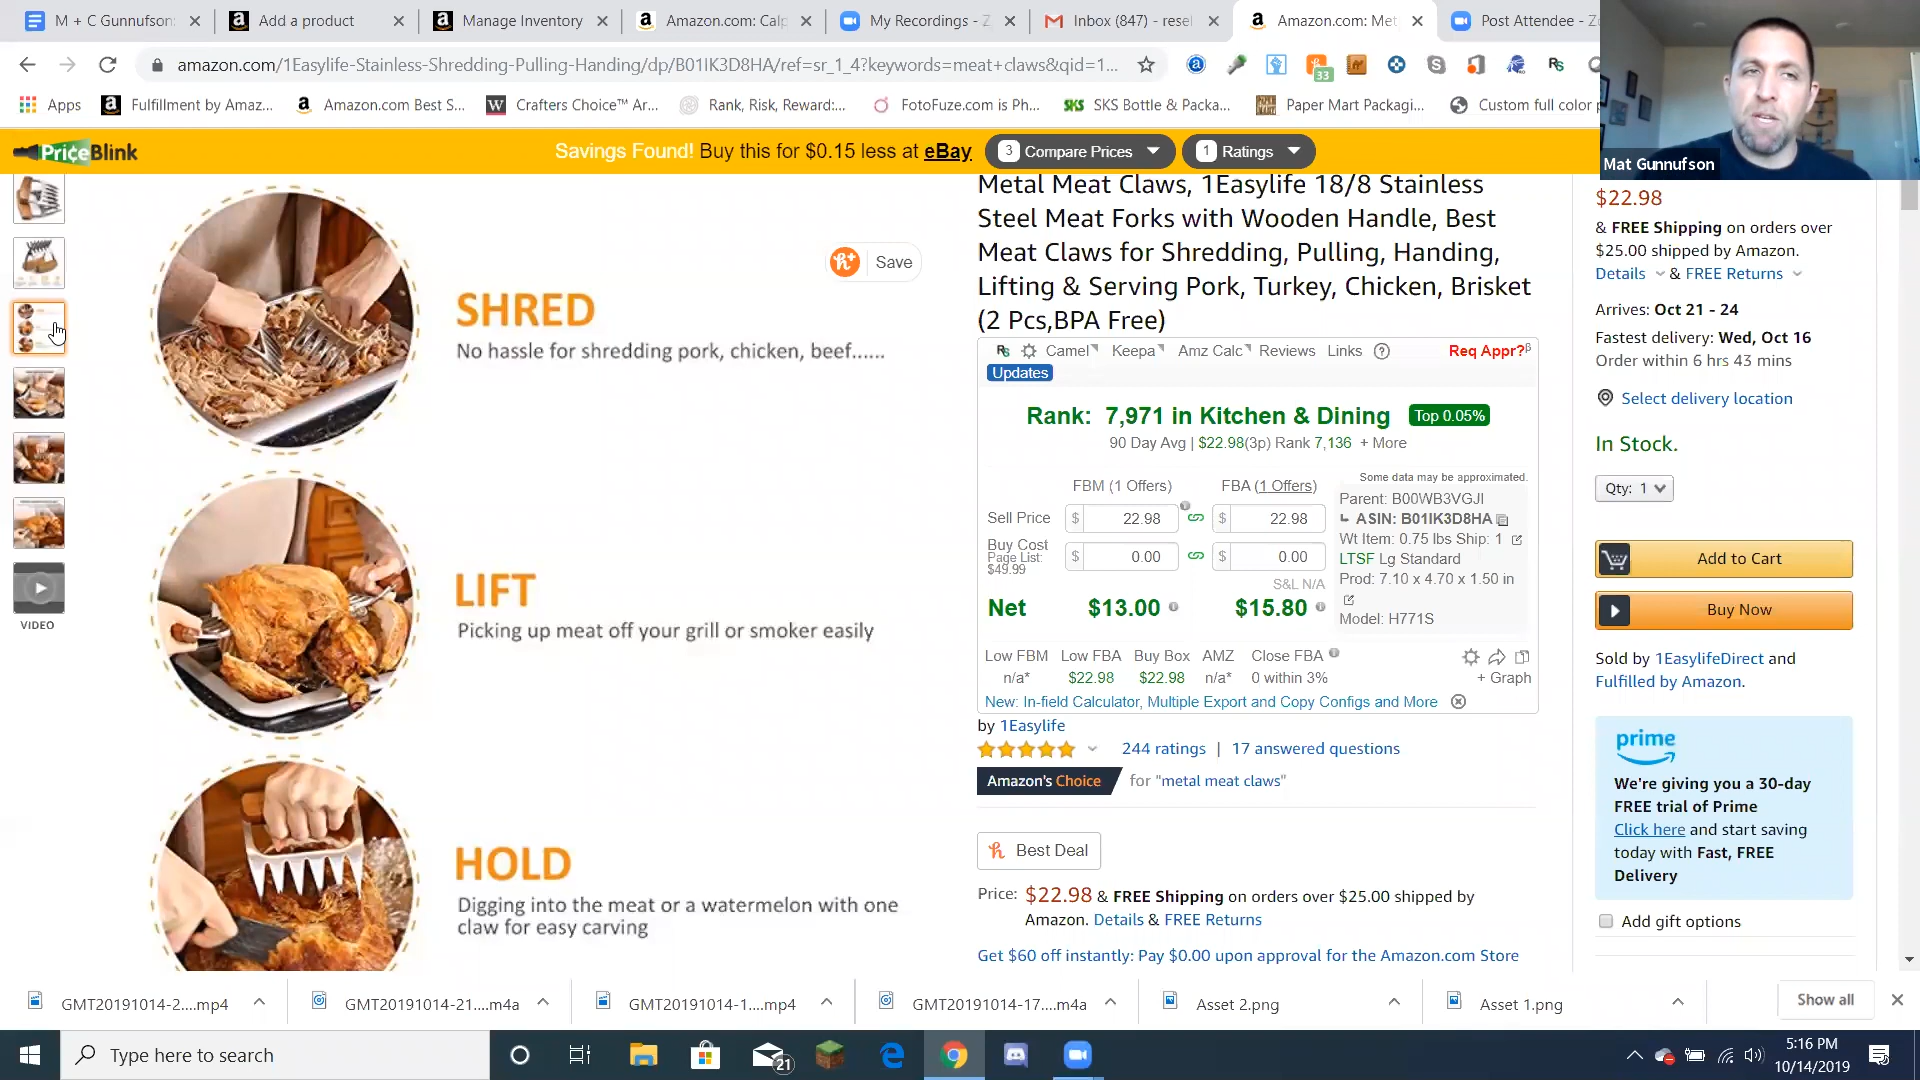 M + C Gunnufson
Add a product
Manage Inventory
Amazon.com: Calp
My Recordings - Z
Inbox (847) - resel
Amazon.com: Met
Post Attendee - Zo
amazon.com/1Easylife-Stainless-Shredding-Pulling-Handing/dp/B01IK3D8HA/ref=sr_1_4?keywords=meat+claws&qid=1...
33
Apps
Fulfillment by Amaz...
Amazon.com Best S...
Crafters Choice™ Ar...
Rank, Risk, Reward:...
FotoFuze.com is Ph...
SKS Bottle & Packa...
Paper Mart Packagi...
Custom full color
Mat Gunnufson
PriceBlink
Savings Found! Buy this for $0.15 less at eBay
3 Compare Prices
1 Ratings
VIDEO
Save
SHRED
No hassle for shredding pork, chicken, beef......
LIFT
Picking up meat off your grill or smoker easily
HOLD
Digging into the meat or a watermelon with one
claw for easy carving
Metal Meat Claws, 1Easylife 18/8 Stainless
Steel Meat Forks with Wooden Handle, Best
Meat Claws for Shredding, Pulling, Handing,
Lifting & Serving Pork, Turkey, Chicken, Brisket
(2 Pcs,BPA Free)
Camel Keepa Amz Calc Reviews Links ? Req Appr?β
Updates
Rank: 7,971 in Kitchen & Dining Top 0.05%
90 Day Avg | $22.98(3p) Rank 7,136 + More
Some data may be approximated.
FBM (1 Offers) FBA (1 Offers)
Sell Price $ 22.98 $ 22.98
Buy Cost $ 0.00 $ 0.00
Page List:
$49.99
S&L N/A
Net $13.00 $15.80
Parent: B00WB3VGJI
ASIN: B01IK3D8HA
Wt Item: 0.75 lbs Ship: 1
LTSF Lg Standard
Prod: 7.10 x 4.70 x 1.50 in
Model: H771S
Low FBM Low FBA Buy Box AMZ Close FBA
n/a* $22.98 $22.98 n/a* 0 within 3% + Graph
New: In-field Calculator, Multiple Export and Copy Configs and More
by 1Easylife
244 ratings | 17 answered questions
Amazon's Choice for "metal meat claws"
Best Deal
Price: $22.98 & FREE Shipping on orders over $25.00 shipped by
Amazon. Details & FREE Returns
Get $60 off instantly: Pay $0.00 upon approval for the Amazon.com Store
$22.98
& FREE Shipping on orders over
$25.00 shipped by Amazon.
Details & FREE Returns
Arrives: Oct 21 - 24
Fastest delivery: Wed, Oct 16
Order within 6 hrs 43 mins
Select delivery location
In Stock.
Qty: 1
Add to Cart
Buy Now
Sold by 1EasylifeDirect and
Fulfilled by Amazon.
prime
We're giving you a 30-day
FREE trial of Prime
Click here and start saving
today with Fast, FREE
Delivery
Add gift options
GMT20191014-2....mp4
GMT20191014-21....m4a
GMT20191014-1....mp4
GMT20191014-17....m4a
Asset 2.png
Asset 1.png
Show all
Type here to search
21
5:16 PM
10/14/2019